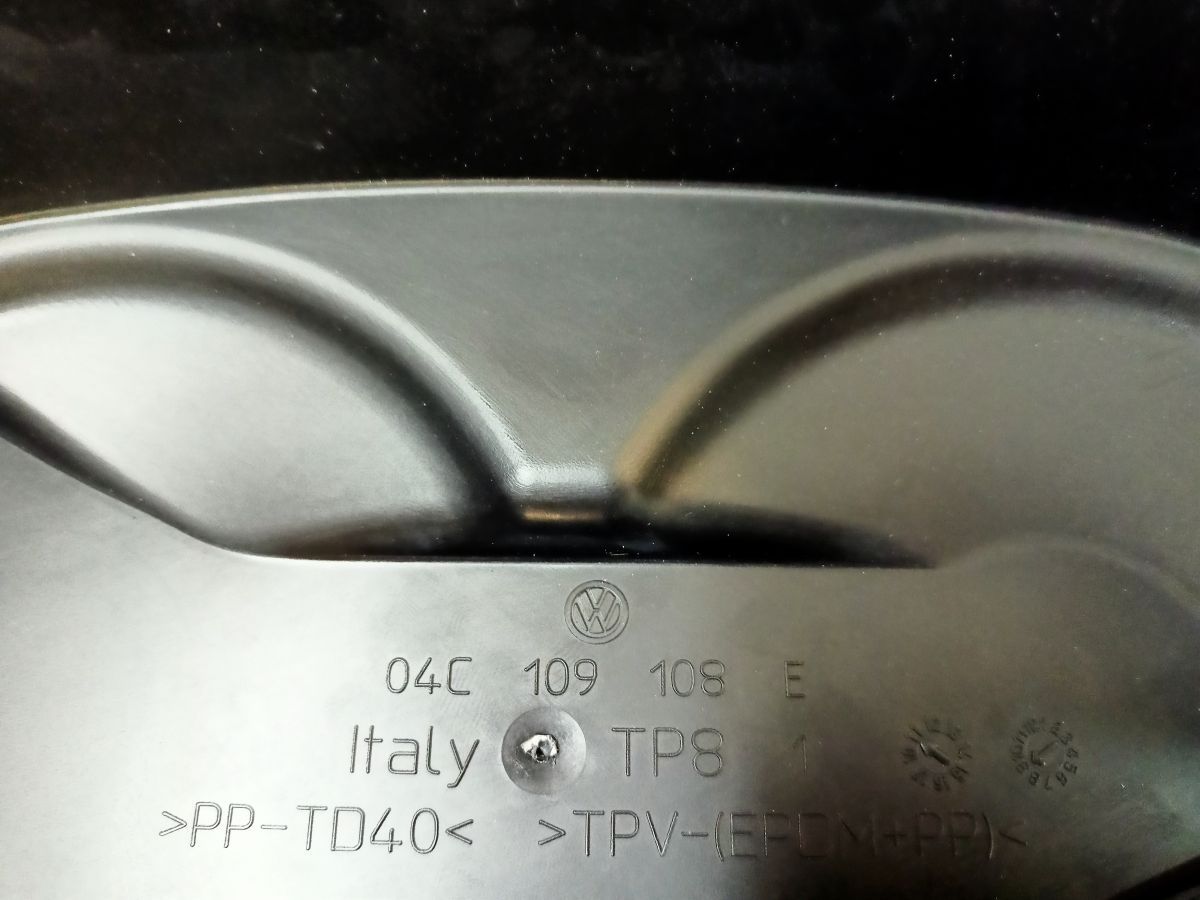 04C 109 108 E
Italy TP8 1
>PP-TD40< >TPV-(EPDM+PP)<